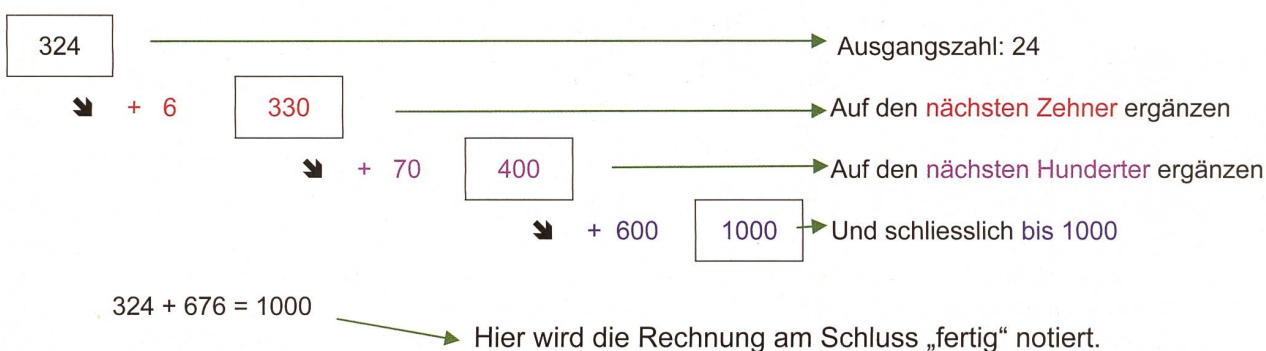 324 Ausgangszahl: 24
+ 6 330 Auf den nächsten Zehner ergänzen
+ 70 400 Auf den nächsten Hunderter ergänzen
+ 600 1000 Und schliesslich bis 1000
324 + 676 = 1000
Hier wird die Rechnung am Schluss „fertig“ notiert.